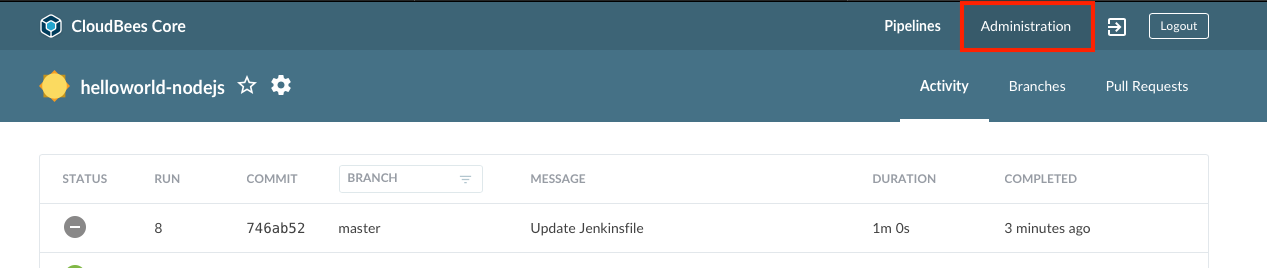 CloudBees Core Pipelines Administration Logout
helloworld-nodejs Activity Branches Pull Requests
STATUS RUN COMMIT BRANCH MESSAGE DURATION COMPLETED
8 746ab52 master Update Jenkinsfile 1m 0s 3 minutes ago